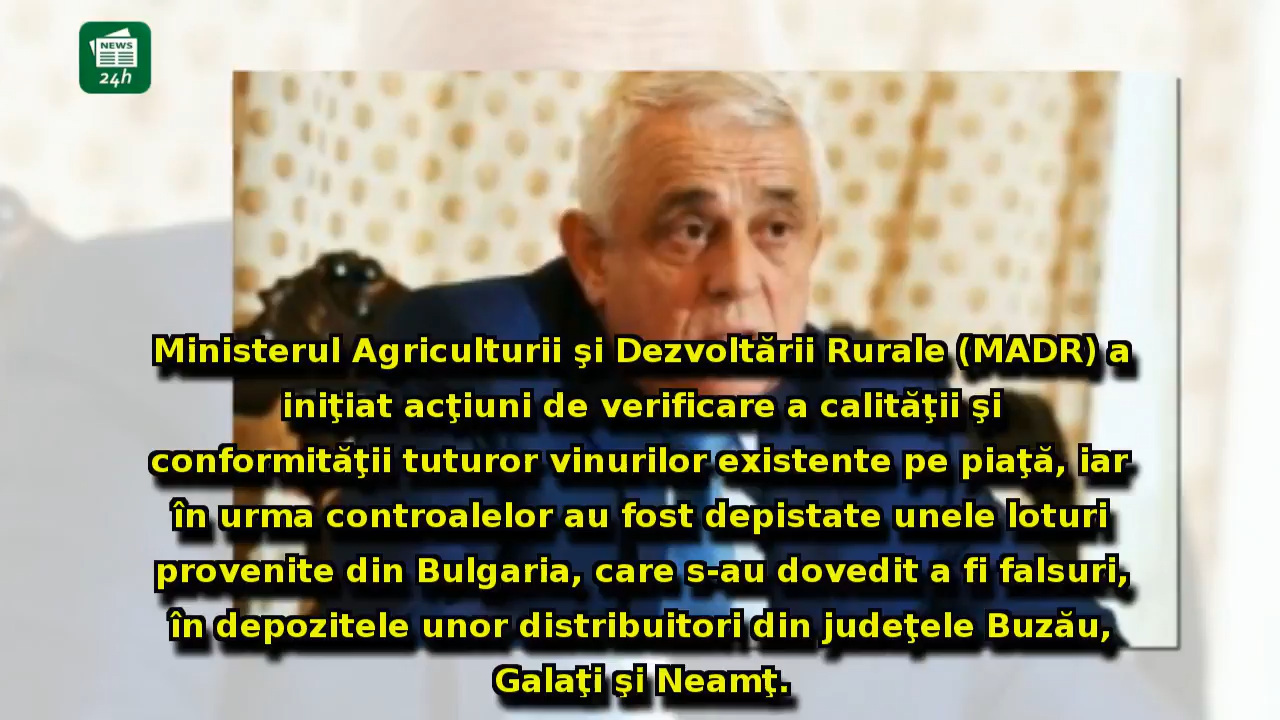 NEWS
24h
Ministerul Agriculturii şi Dezvoltării Rurale (MADR) a
iniţiat acţiuni de verificare a calităţii şi
conformităţii tuturor vinurilor existente pe piaţă, iar
în urma controalelor au fost depistate unele loturi
provenite din Bulgaria, care s-au dovedit a fi falsuri,
în depozitele unor distribuitori din judeţele Buzău,
Galaţi şi Neamţ.